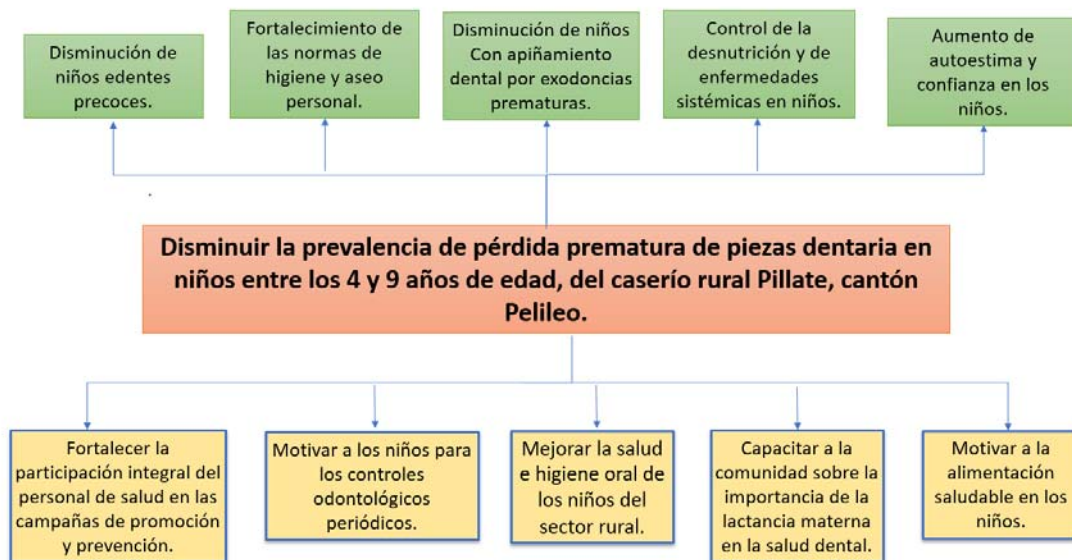 Disminución de
niños edentes
precoces.
Fortalecimiento de
las normas de
higiene y aseo
personal.
Disminución de niños
Con apiñamiento
dental por exodoncias
prematuras.
Control de la
desnutrición y de
enfermedades
sistémicas en niños.
Aumento de
autoestima y
confianza en los
niños.
Disminuir la prevalencia de pérdida prematura de piezas dentaria en
niños entre los 4 y 9 años de edad, del caserío rural Pillate, cantón
Pelileo.
Fortalecer la
participación integral del
personal de salud en las
campañas de promoción
y prevención.
Motivar a los niños para
los controles
odontológicos
periódicos.
Mejorar la salud
e higiene oral de
los niños del
sector rural.
Capacitar a la
comunidad sobre la
importancia de la
lactancia materna
en la salud dental.
Motivar a la
alimentación
saludable en los
niños.